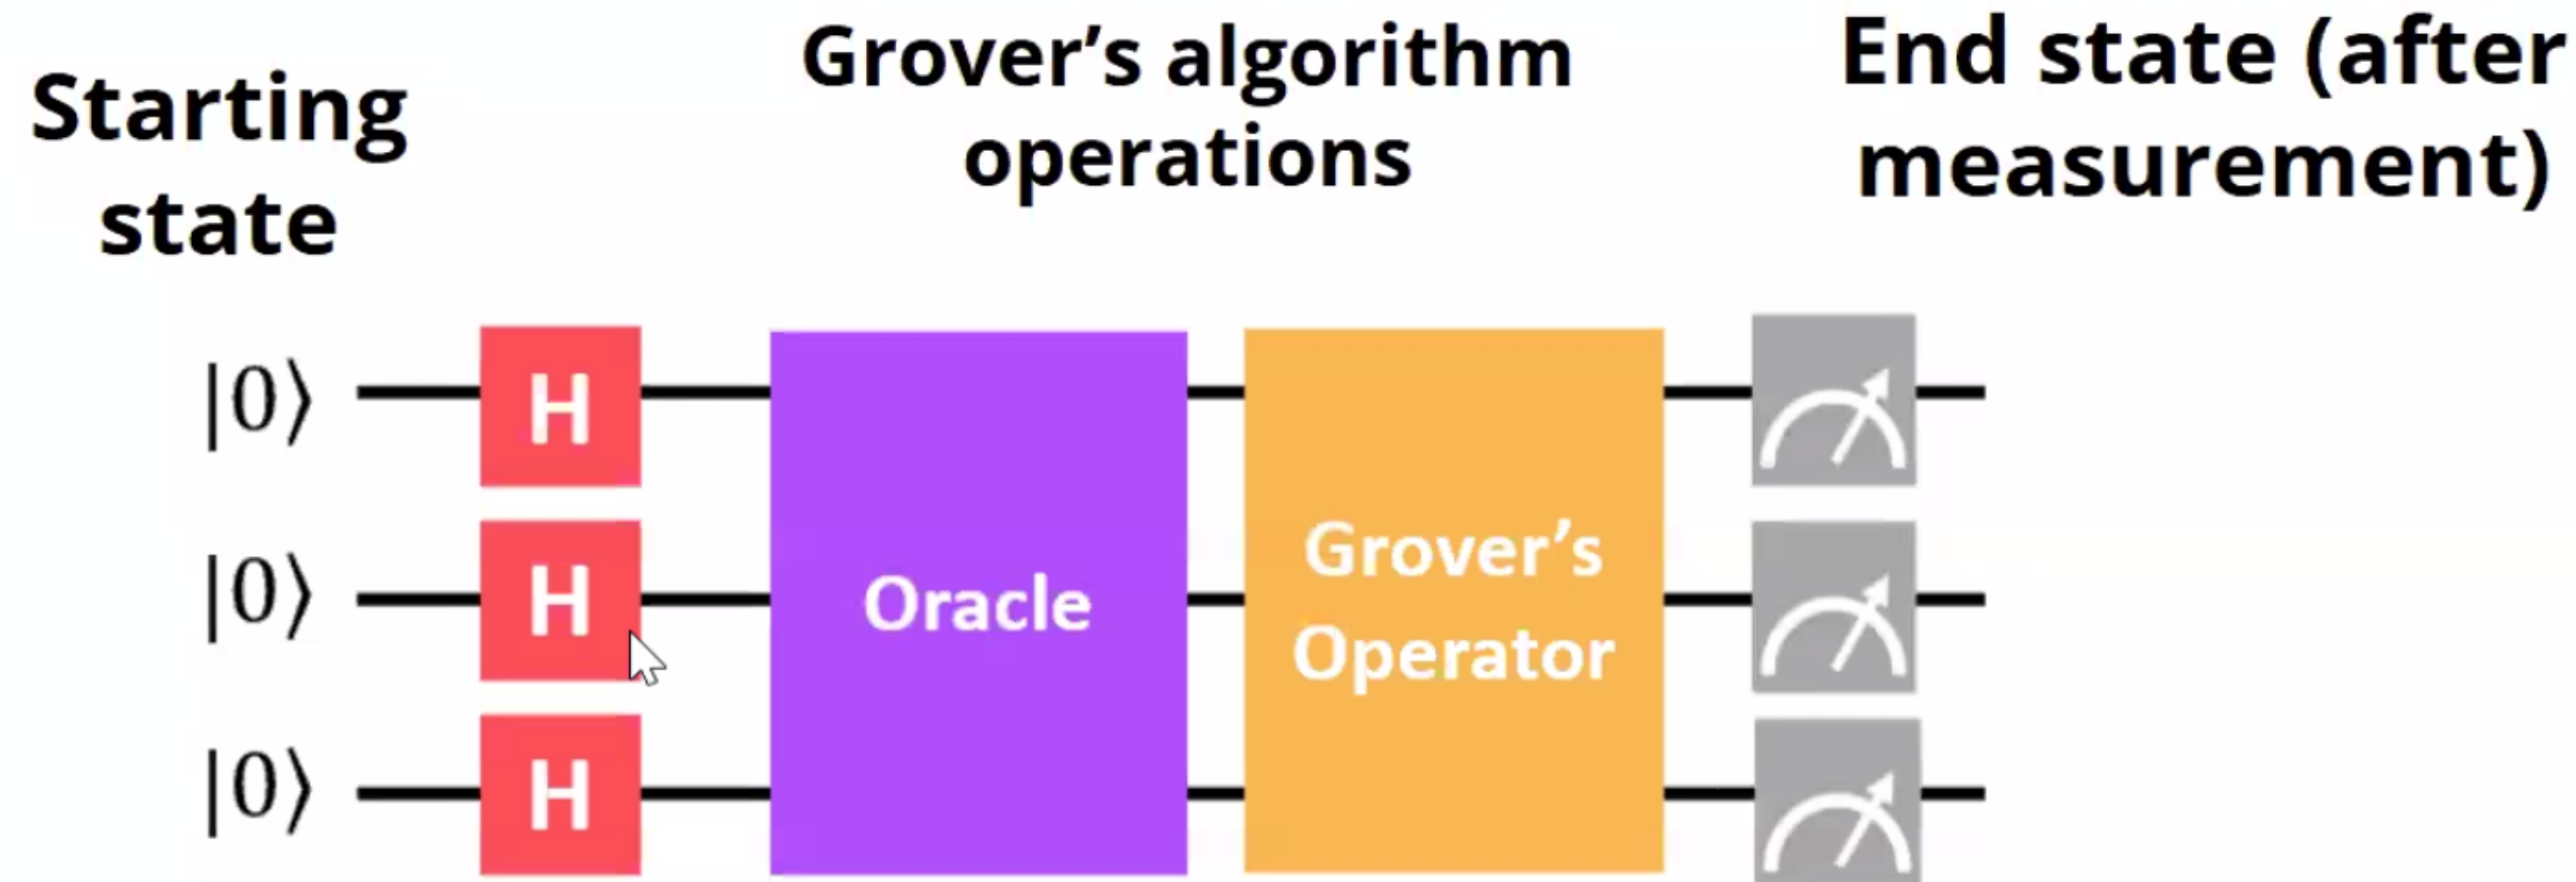 Starting
state
Grover’s algorithm
operations
End state (after
measurement)
|0⟩
H
|0⟩
H
|0⟩
H
Oracle
Grover’s
Operator